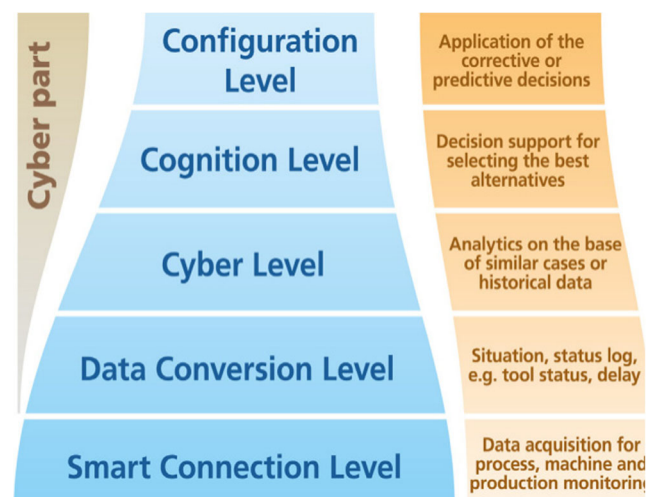 Cyber part
Configuration
Level
Application of the
corrective or
predictive decisions
Cognition Level
Decision support for
selecting the best
alternatives
Cyber Level
Analytics on the base
of similar cases or
historical data
Data Conversion Level
Situation, status log,
e.g. tool status, delay
Smart Connection Level
Data acquisition for
process, machine and
production monitoring